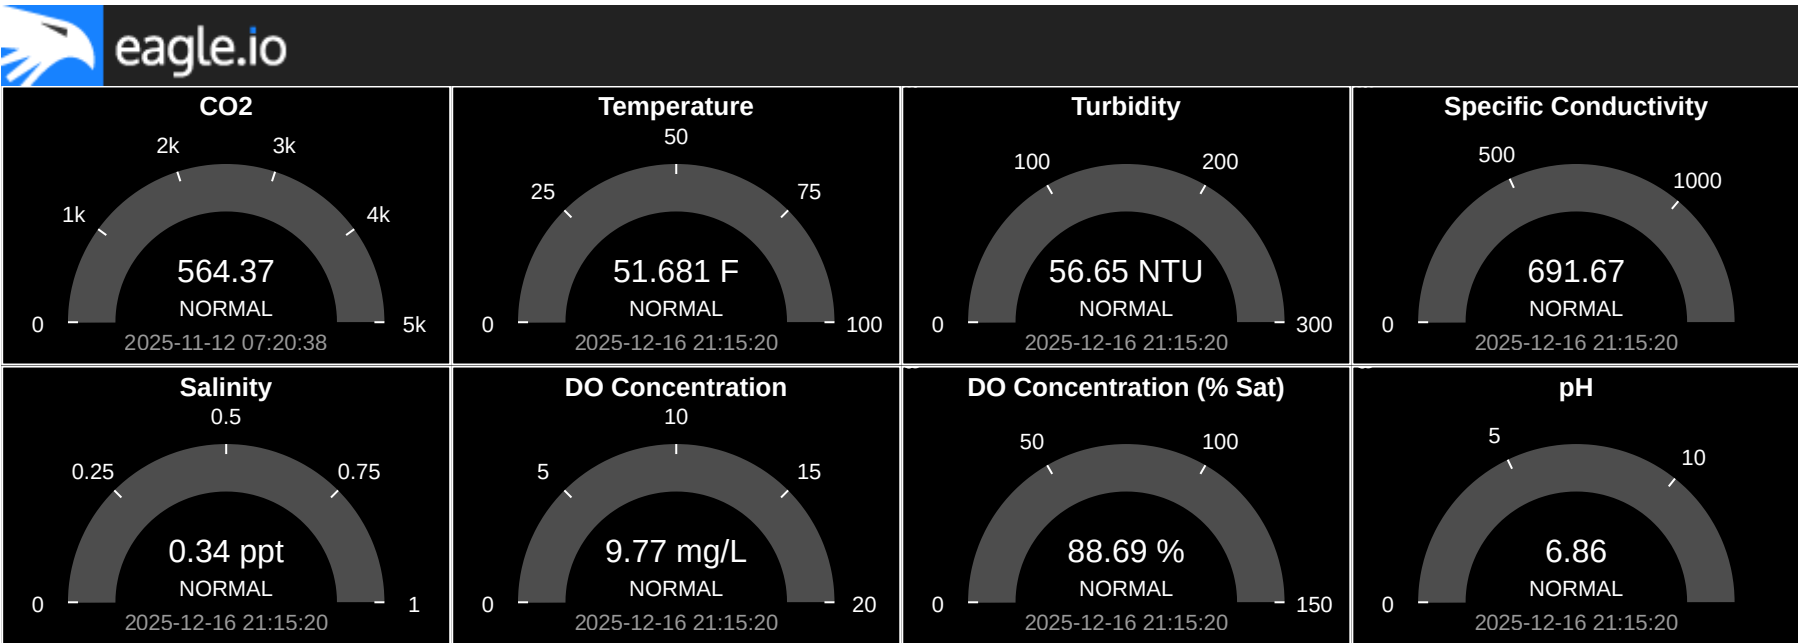 eagle.io
CO2
2k
3k
1k
4k
564.37
NORMAL
0
5k
2025-11-12 07:20:38
Temperature
50
25
75
51.681 F
NORMAL
0
100
2025-12-16 21:15:20
Turbidity
100
200
56.65 NTU
NORMAL
0
300
2025-12-16 21:15:20
Specific Conductivity
500
1000
691.67
NORMAL
0
2025-12-16 21:15:20
Salinity
0.5
0.25
0.75
0.34 ppt
NORMAL
0
1
2025-12-16 21:15:20
DO Concentration
10
5
15
9.77 mg/L
NORMAL
0
20
2025-12-16 21:15:20
DO Concentration (% Sat)
50
100
88.69 %
NORMAL
0
150
2025-12-16 21:15:20
pH
5
10
6.86
NORMAL
0
2025-12-16 21:15:20